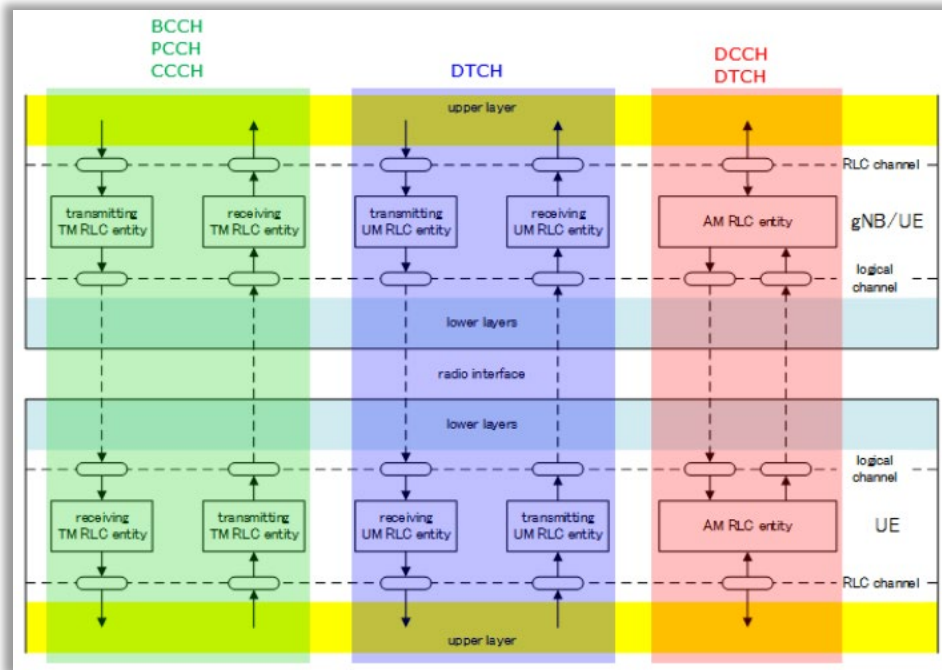 BCCH
PCCH
CCCH
DTCH
DCCH
DTCH
upper layer
RLC channel
transmitting
TM RLC entity
receiving
TM RLC entity
transmitting
UM RLC entity
receiving
UM RLC entity
AM RLC entity
gNB/UE
logical
channel
lower layers
radio interface
lower layers
logical
channel
receiving
TM RLC entity
transmitting
TM RLC entity
receiving
UM RLC entity
transmitting
UM RLC entity
AM RLC entity
UE
RLC channel
upper layer